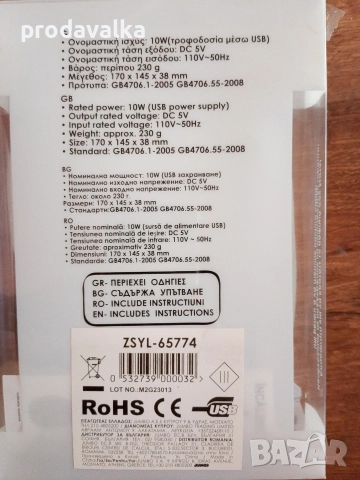 prodavalka
• Ονομαστική ισχύς: 10W(τροφοδοσία μέσω USB)
• Ονομαστική τάση εξόδου: DC 5V
• Ονομαστική τάση εισόδου: 110V~50Hz
• Βάρος: περίπου 230 g
• Μέγεθος: 170 x 145 x 38 mm
• Πρότυπα: GB4706.1-2005 GB4706.55-2008
GB
• Rated power: 10W (USB power supply)
• Output rated voltage: DC 5V
• Input rated voltage: 110V~50Hz
• Weight: approx. 230 g
• Size: 170 x 145 x 38 mm
• Standard: GB4706.1-2005 GB4706.55-2008
BG
• Номинална мощност: 10W (USB захранване)
• Номинално изходно напрежение: DC 5V
• Номинално входно напрежение: 110V~50Hz
• Тегло: около 230 г.
Размери: 170 x 145 x 38 mm
• Стандарти:GB4706.1-2005 GB4706.55-2008
RO
• Putere nominală: 10W (sursă de alimentare USB)
• Tensiunea nominală de ieșire: DC 5V
• Tensiunea nominală de intrare: 110V ~ 50Hz
• Greutate: aproximativ 230 g
• Dimensiuni: 170 x 145 x 38 mm
• Standarde: GB4706.1-2005 GB4706.55-2008
GR- ΠΕΡΙΕΧΕΙ ΟΔΗΓΙΕΣ
BG- СЪДЪРЖА УПЪТВАНЕ
RO- INCLUDE INSTRUCTIUNI
EN- INCLUDES INSTRUCTIONS
ZSYL-65774
0 532739 000032
LOT NO.:M2G23013
RoHS CE USB
bazar.bg